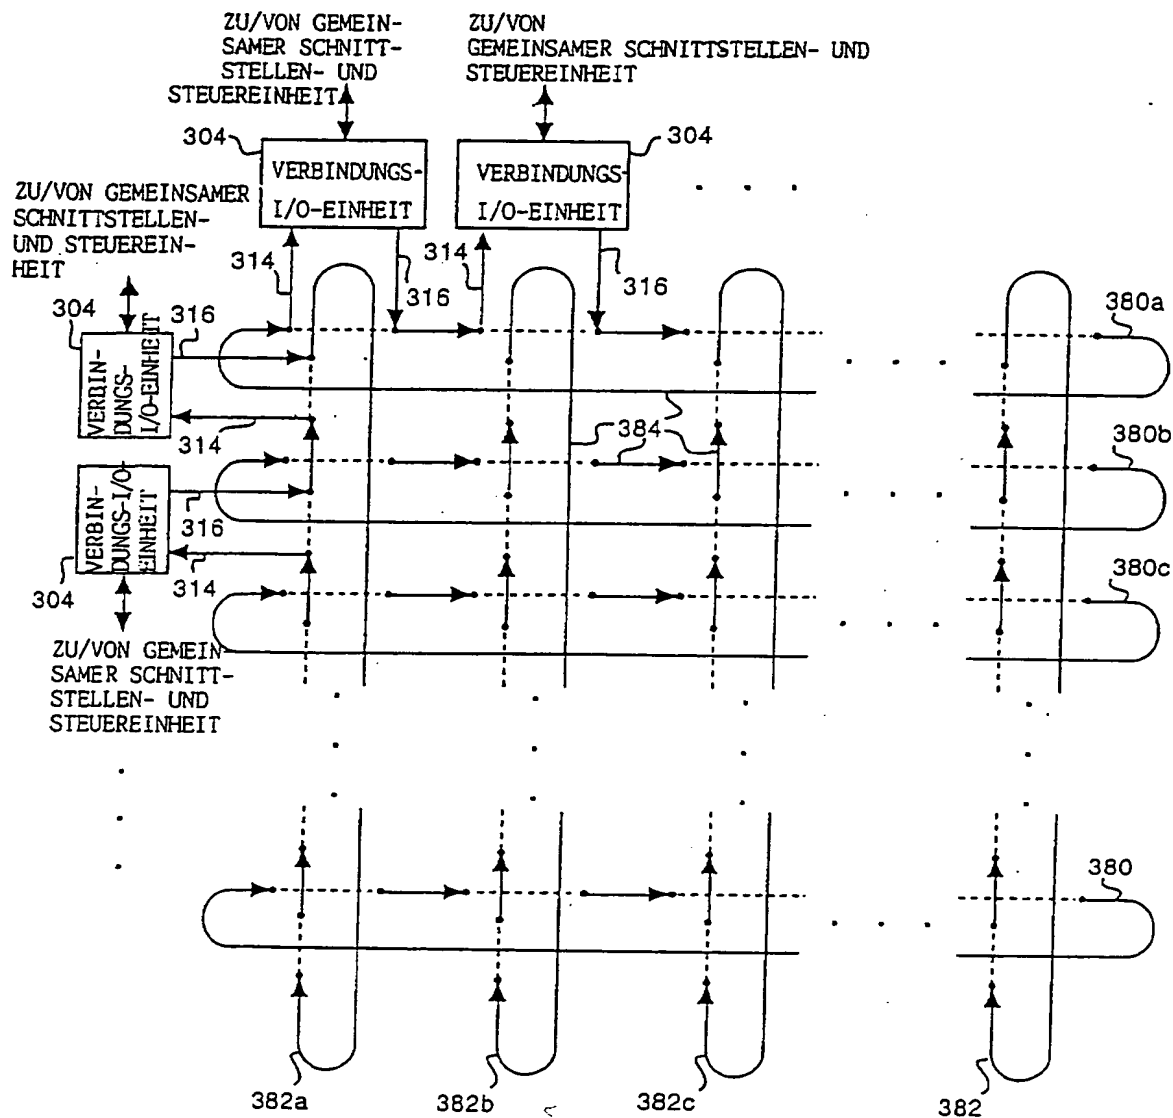 ZU/VON GEMEIN-
SAMER SCHNITT-
STELLEN- UND
STEUEREINHEIT
ZU/VON
GEMEINSAMER SCHNITTSTELLEN- UND
STEUEREINHEIT
304
304
VERBINDUNGS-
I/O-EINHEIT
VERBINDUNGS-
I/O-EINHEIT
ZU/VON GEMEINSAMER
SCHNITTSTELLEN-
UND STEUEREIN-
HEIT
314
316
314
316
304
316
380a
VERBIN-
DUNGS-
I/O-EINHEIT
314
384
380b
VERBIN-
DUNGS-I/O
EINHEIT
316
314
304
380c
ZU/VON GEMEIN-
SAMER SCHNITT-
STELLEN- UND
STEUEREINHEIT
380
382a
382b
382c
382